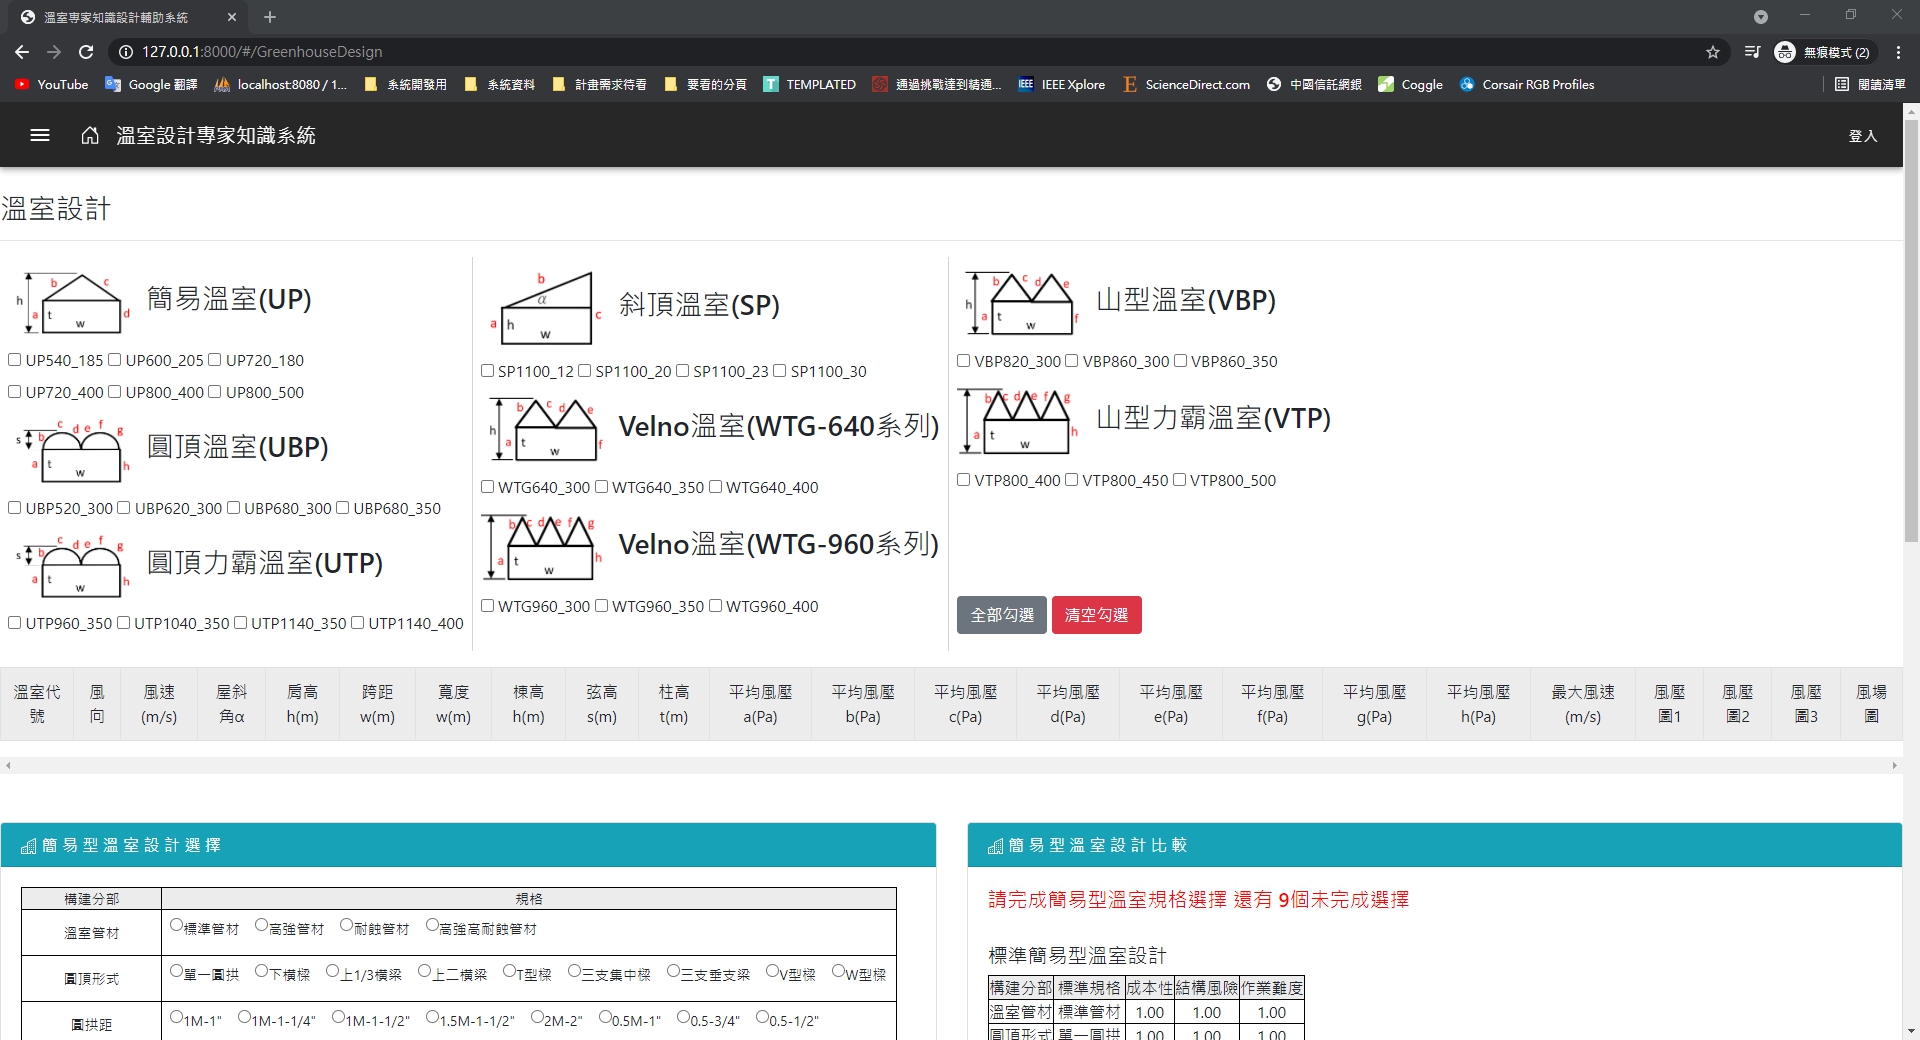 溫室專家知識設計輔助系統
127.0.0.1:8000/#/GreenhouseDesign
無痕模式 (2)
YouTube
Google 翻譯
localhost:8080 / 1...
系統開發用
系統資料
計畫需求待看
要看的分頁
TEMPLATED
通過挑戰達到精通...
IEEE Xplore
ScienceDirect.com
中國信託網銀
Coggle
Corsair RGB Profiles
閱讀清單
溫室設計專家知識系統
登入
溫室設計
h b c a t d w
簡易溫室(UP)
UP540_185 UP600_205 UP720_180
UP720_400 UP800_400 UP800_500
s b c d e f g a t h w
圓頂溫室(UBP)
UBP520_300 UBP620_300 UBP680_300 UBP680_350
s b c d e f g a t h w
圓頂力霸溫室(UTP)
UTP960_350 UTP1040_350 UTP1140_350 UTP1140_400
b α a h c w
斜頂溫室(SP)
SP1100_12 SP1100_20 SP1100_23 SP1100_30
h b c d e a t f w
Velno溫室(WTG-640系列)
WTG640_300 WTG640_350 WTG640_400
b c d e f g a t h w
Velno溫室(WTG-960系列)
WTG960_300 WTG960_350 WTG960_400
h b c d e a t f w
山型溫室(VBP)
VBP820_300 VBP860_300 VBP860_350
b c d e f g a t h w
山型力霸溫室(VTP)
VTP800_400 VTP800_450 VTP800_500
全部勾選 清空勾選
溫室代號 風向 風速(m/s) 屋斜角α 肩高h(m) 跨距w(m) 寬度w(m) 棟高h(m) 弦高s(m) 柱高t(m) 平均風壓a(Pa) 平均風壓b(Pa) 平均風壓c(Pa) 平均風壓d(Pa) 平均風壓e(Pa) 平均風壓f(Pa) 平均風壓g(Pa) 平均風壓h(Pa) 最大風速(m/s) 風壓圖1 風壓圖2 風壓圖3 風場圖
簡易型溫室設計選擇
構建分部 規格
溫室管材 標準管材 高強管材 耐蝕管材 高強高耐蝕管材
圓頂形式 單一圓拱 下橫樑 上1/3橫梁 上二橫梁 T型樑 三支集中樑 三支垂支梁 V型樑 W型樑
圓拱距 1M-1" 1M-1-1/4" 1M-1-1/2" 1.5M-1-1/2" 2M-2" 0.5M-1" 0.5-3/4" 0.5-1/2"
簡易型溫室設計比較
請完成簡易型溫室規格選擇 還有 9個未完成選擇
標準簡易型溫室設計
構建分部 標準規格 成本性 結構風險 作業難度
溫室管材 標準管材 1.00 1.00 1.00
圓頂形式 單一圓拱 1.00 1.00 1.00